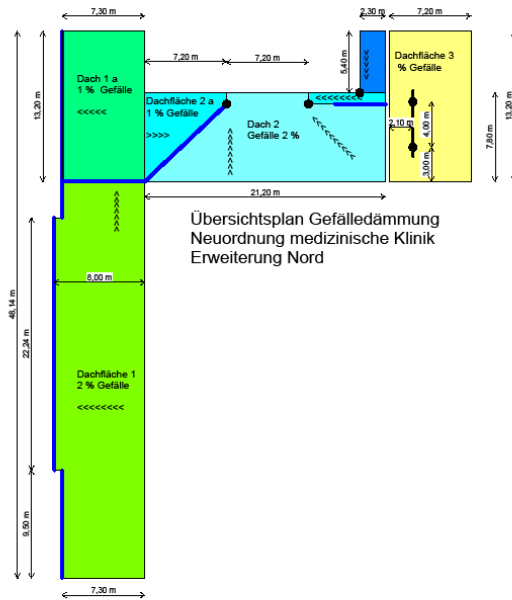 7,30 m
2,30 m
7,20 m
Dach 1 a
1 % Gefälle
<<<<<
13,20 m
7,20 m
7,20 m
5,40 m
<<<<<
Dachfläche 3
% Gefälle
13,20 m
Dachfläche 2 a
1 % Gefälle
>>>>
<<<<<<<<
Dach 2
Gefälle 2 %
2,10 m
4,00 m
3,00 m
7,80 m
21,20 m
Übersichtsplan Gefälledämmung
Neuordnung medizinische Klinik
Erweiterung Nord
8,00 m
48,14 m
22,24 m
Dachfläche 1
2 % Gefälle
<<<<<<<<
9,50 m
7,30 m